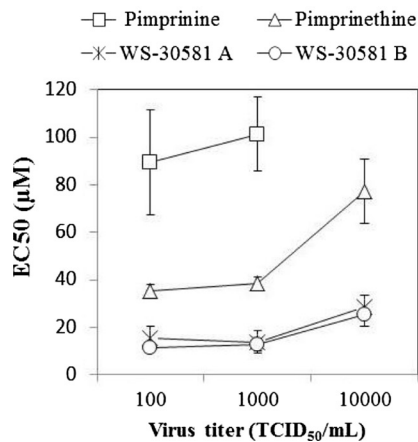 Pimprinine Pimprinethine
WS-30581 A WS-30581 B
120
100
80
60
40
20
0
EC50 (µM)
100 1000 10000
Virus titer (TCID50/mL)